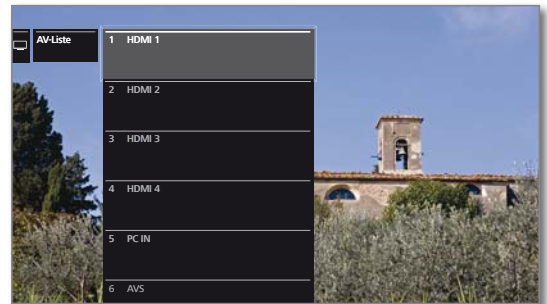 AV-Liste
1 HDMI 1
2 HDMI 2
3 HDMI 3
4 HDMI 4
5 PC IN
6 AVS